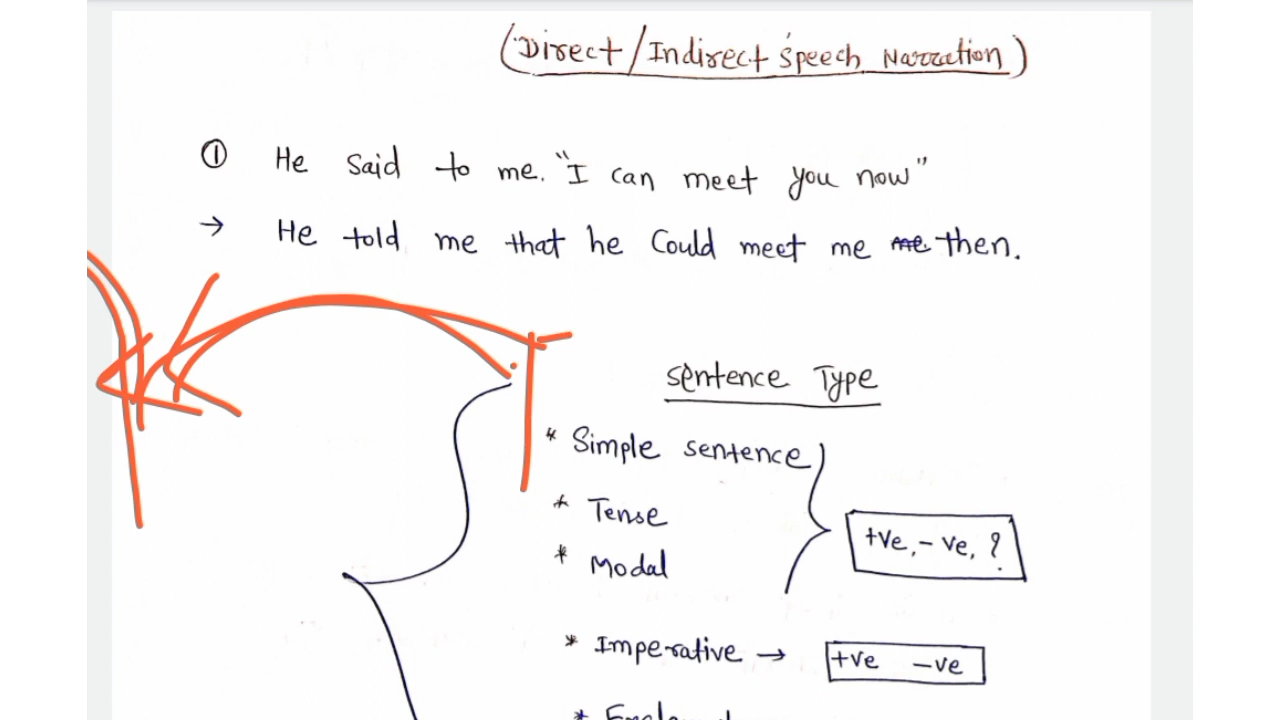 (Direct/Indirect Speech Narration)
① He said to me. "I can meet you now"
→ He told me that he Could meet me me then.
Sentence Type
* Simple sentence
* Tense
* Modal
+ve, -ve, ?
* Imperative → +ve -ve